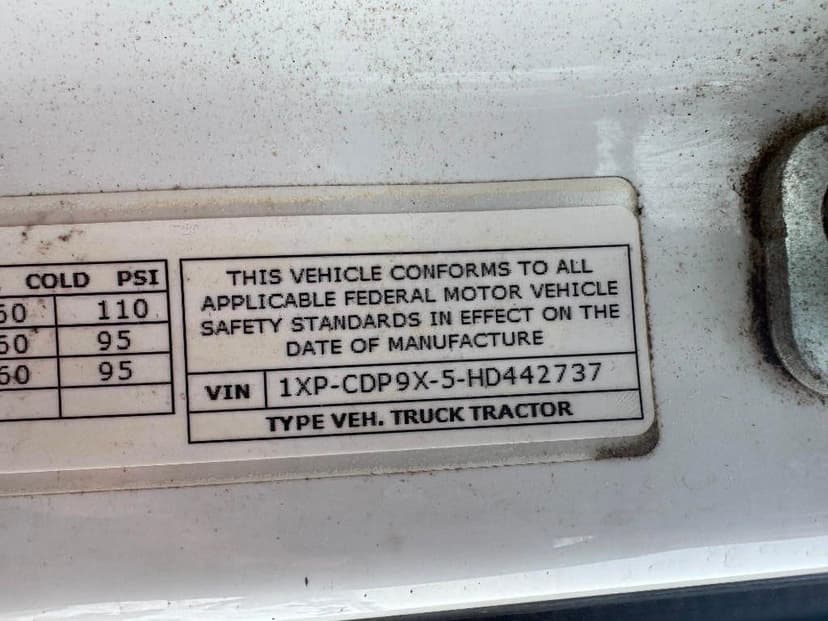 COLD PSI
60 110
60 95
60 95
THIS VEHICLE CONFORMS TO ALL
APPLICABLE FEDERAL MOTOR VEHICLE
SAFETY STANDARDS IN EFFECT ON THE
DATE OF MANUFACTURE
VIN 1XP-CDP9X-5-HD442737
TYPE VEH. TRUCK TRACTOR